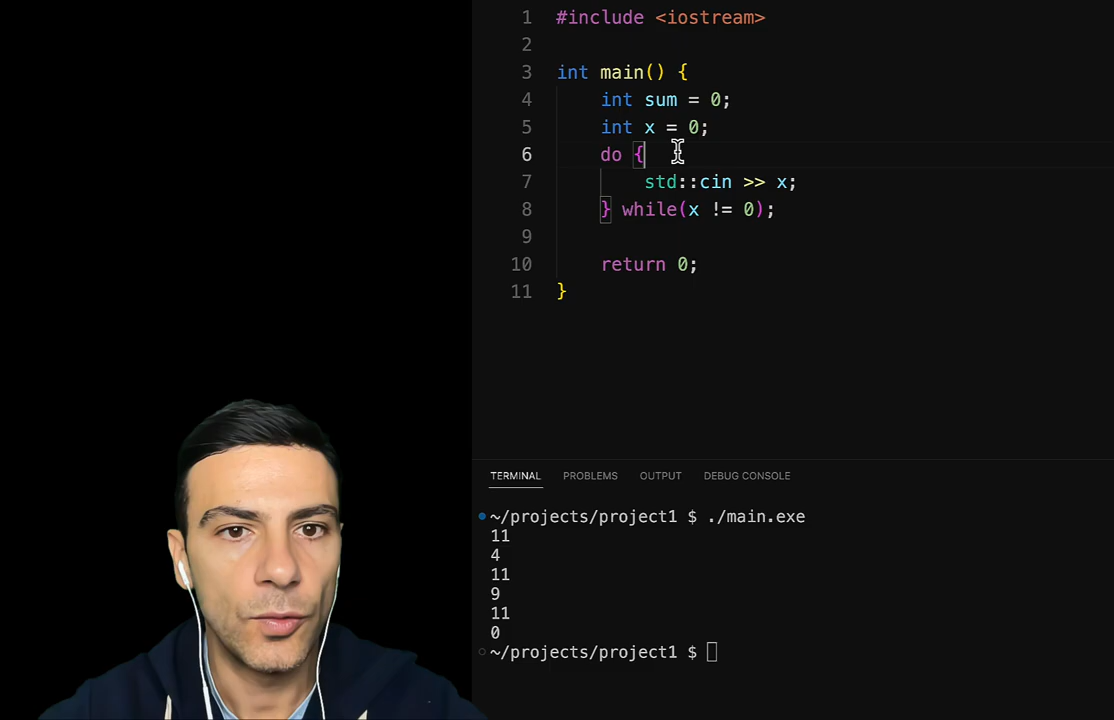 1 #include <iostream>
2
3 int main() {
4 int sum = 0;
5 int x = 0;
6 do {
7 std::cin >> x;
8 } while(x != 0);
9
10 return 0;
11 }
TERMINAL PROBLEMS OUTPUT DEBUG CONSOLE
~/projects/project1 $ ./main.exe
11
4
11
9
11
0
~/projects/project1 $